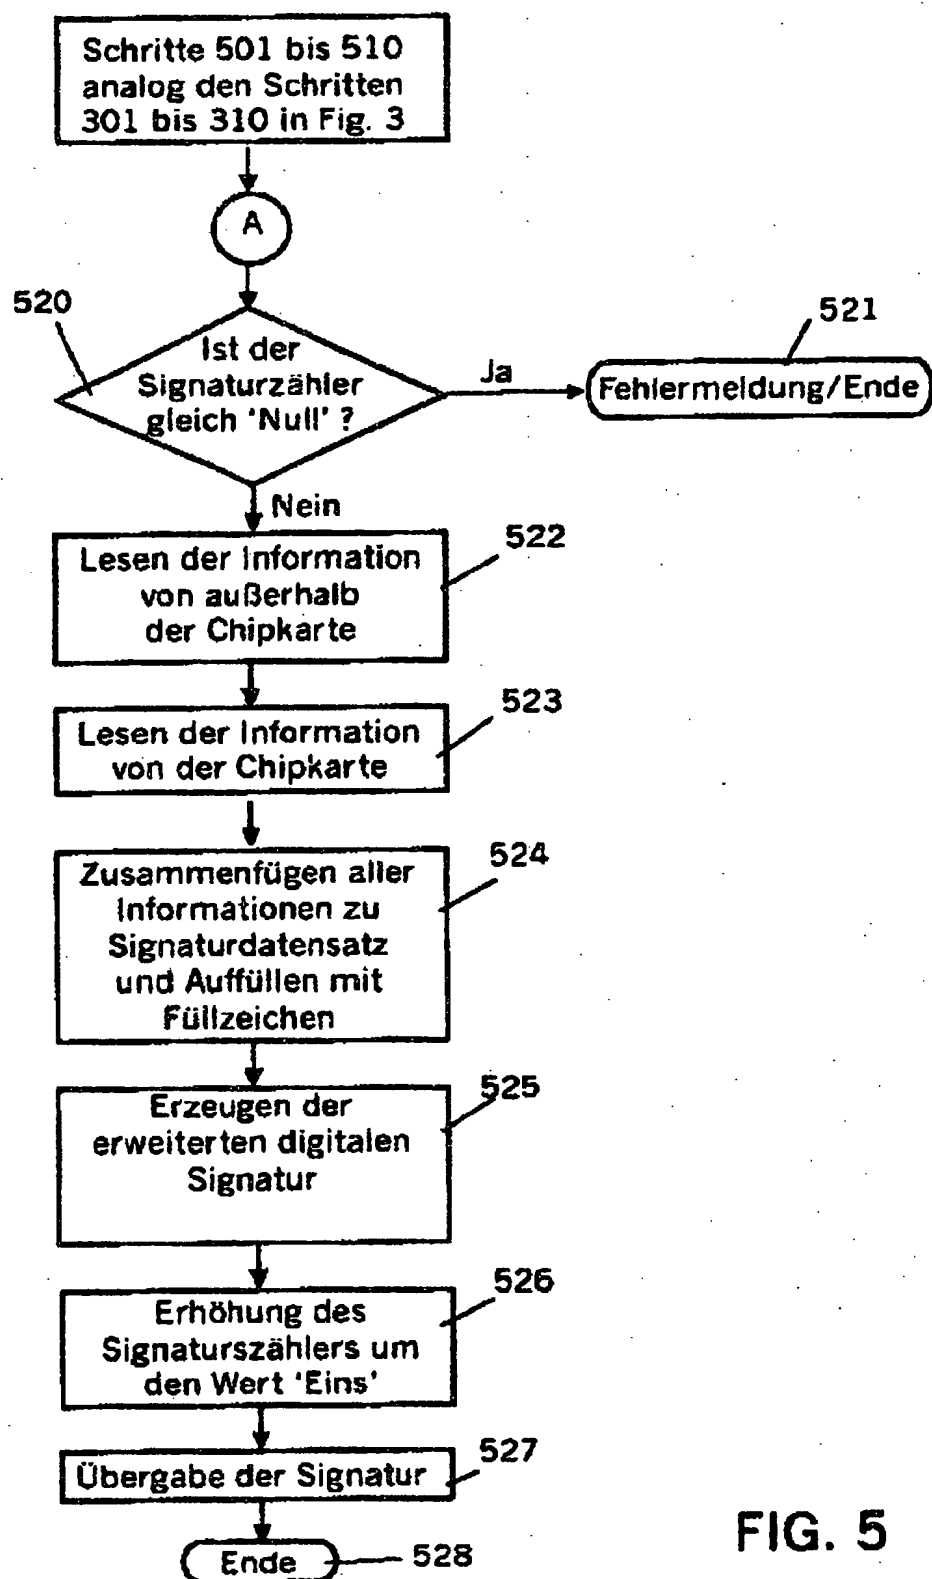 Schritte 501 bis 510
analog den Schritten
301 bis 310 in Fig. 3
A
520
Ist der
Signaturzähler
gleich 'Null' ?
Ja
521
Fehlermeldung/Ende
Nein
522
Lesen der Information
von außerhalb
der Chipkarte
523
Lesen der Information
von der Chipkarte
524
Zusammenfügen aller
Informationen zu
Signaturdatensatz
und Auffüllen mit
Füllzeichen
525
Erzeugen der
erweiterten digitalen
Signatur
526
Erhöhung des
Signaturszählers um
den Wert 'Eins'
527
Übergabe der Signatur
Ende
528
FIG. 5